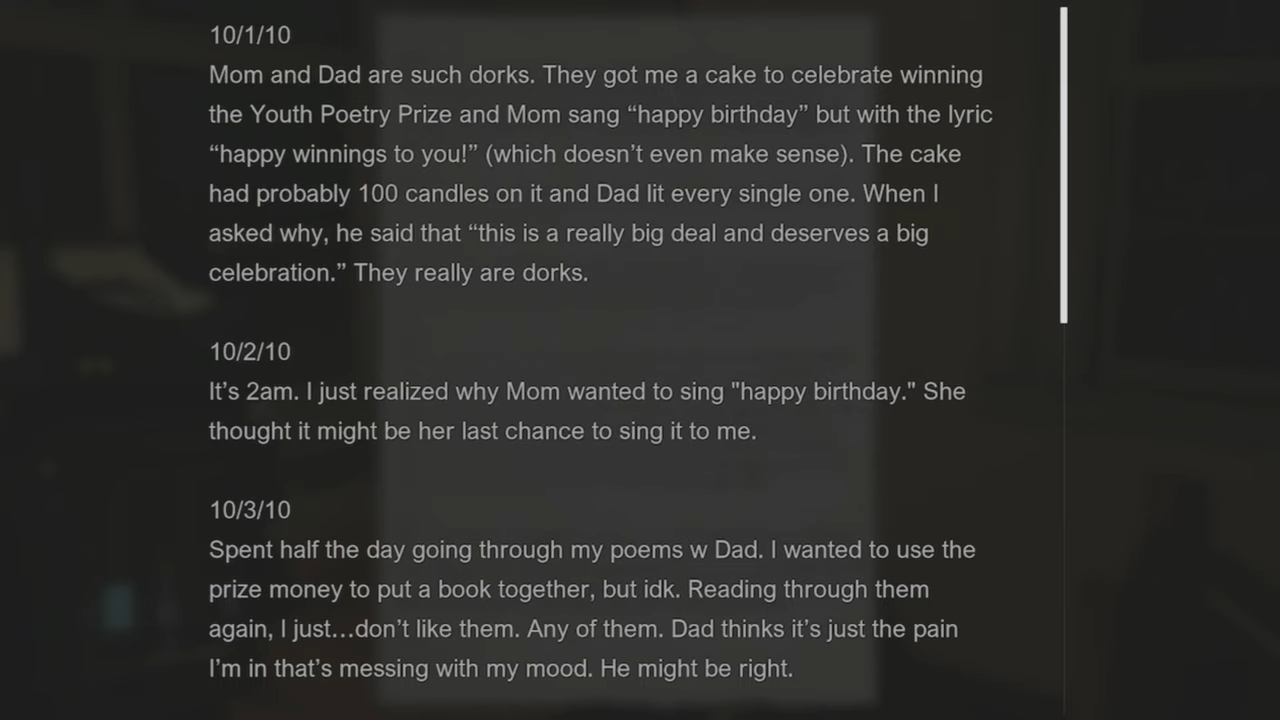 10/1/10
Mom and Dad are such dorks. They got me a cake to celebrate winning
the Youth Poetry Prize and Mom sang “happy birthday” but with the lyric
“happy winnings to you!” (which doesn’t even make sense). The cake
had probably 100 candles on it and Dad lit every single one. When I
asked why, he said that “this is a really big deal and deserves a big
celebration.” They really are dorks.
10/2/10
It’s 2am. I just realized why Mom wanted to sing "happy birthday." She
thought it might be her last chance to sing it to me.
10/3/10
Spent half the day going through my poems w Dad. I wanted to use the
prize money to put a book together, but idk. Reading through them
again, I just…don’t like them. Any of them. Dad thinks it’s just the pain
I’m in that’s messing with my mood. He might be right.